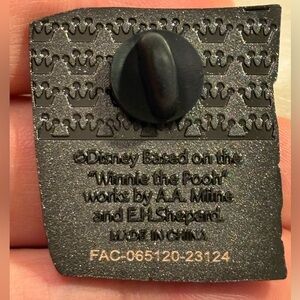 ©Disney Based on the
"Winnie the Pooh"
works by A.A. Milne
and E.H.Shepard.
MADE IN CHINA
FAC-065120-23124